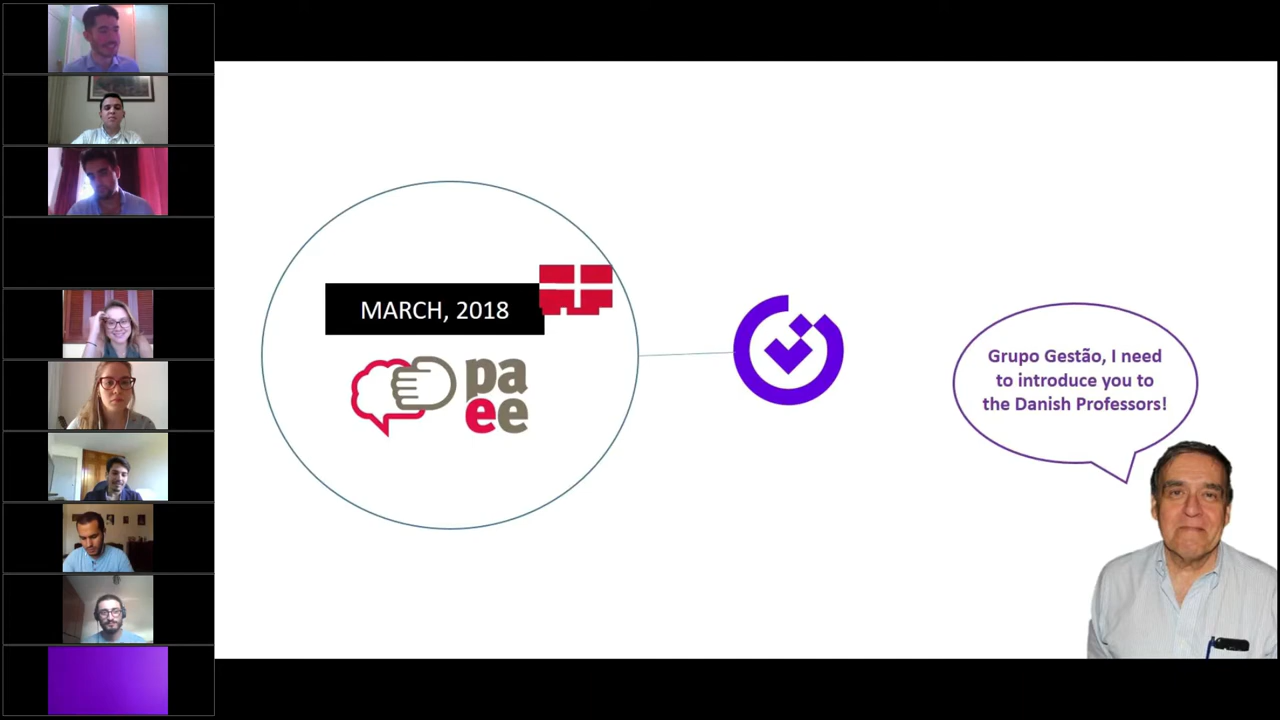 MARCH, 2018
pa
ee
Grupo Gestão, I need
to introduce you to
the Danish Professors!